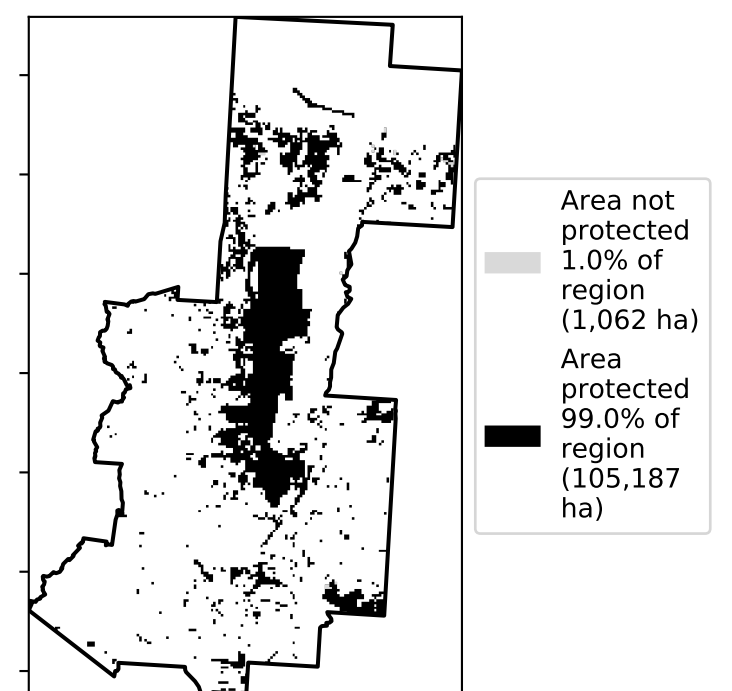 Area not
protected
1.0% of
region
(1,062 ha)
Area
protected
99.0% of
region
(105,187
ha)